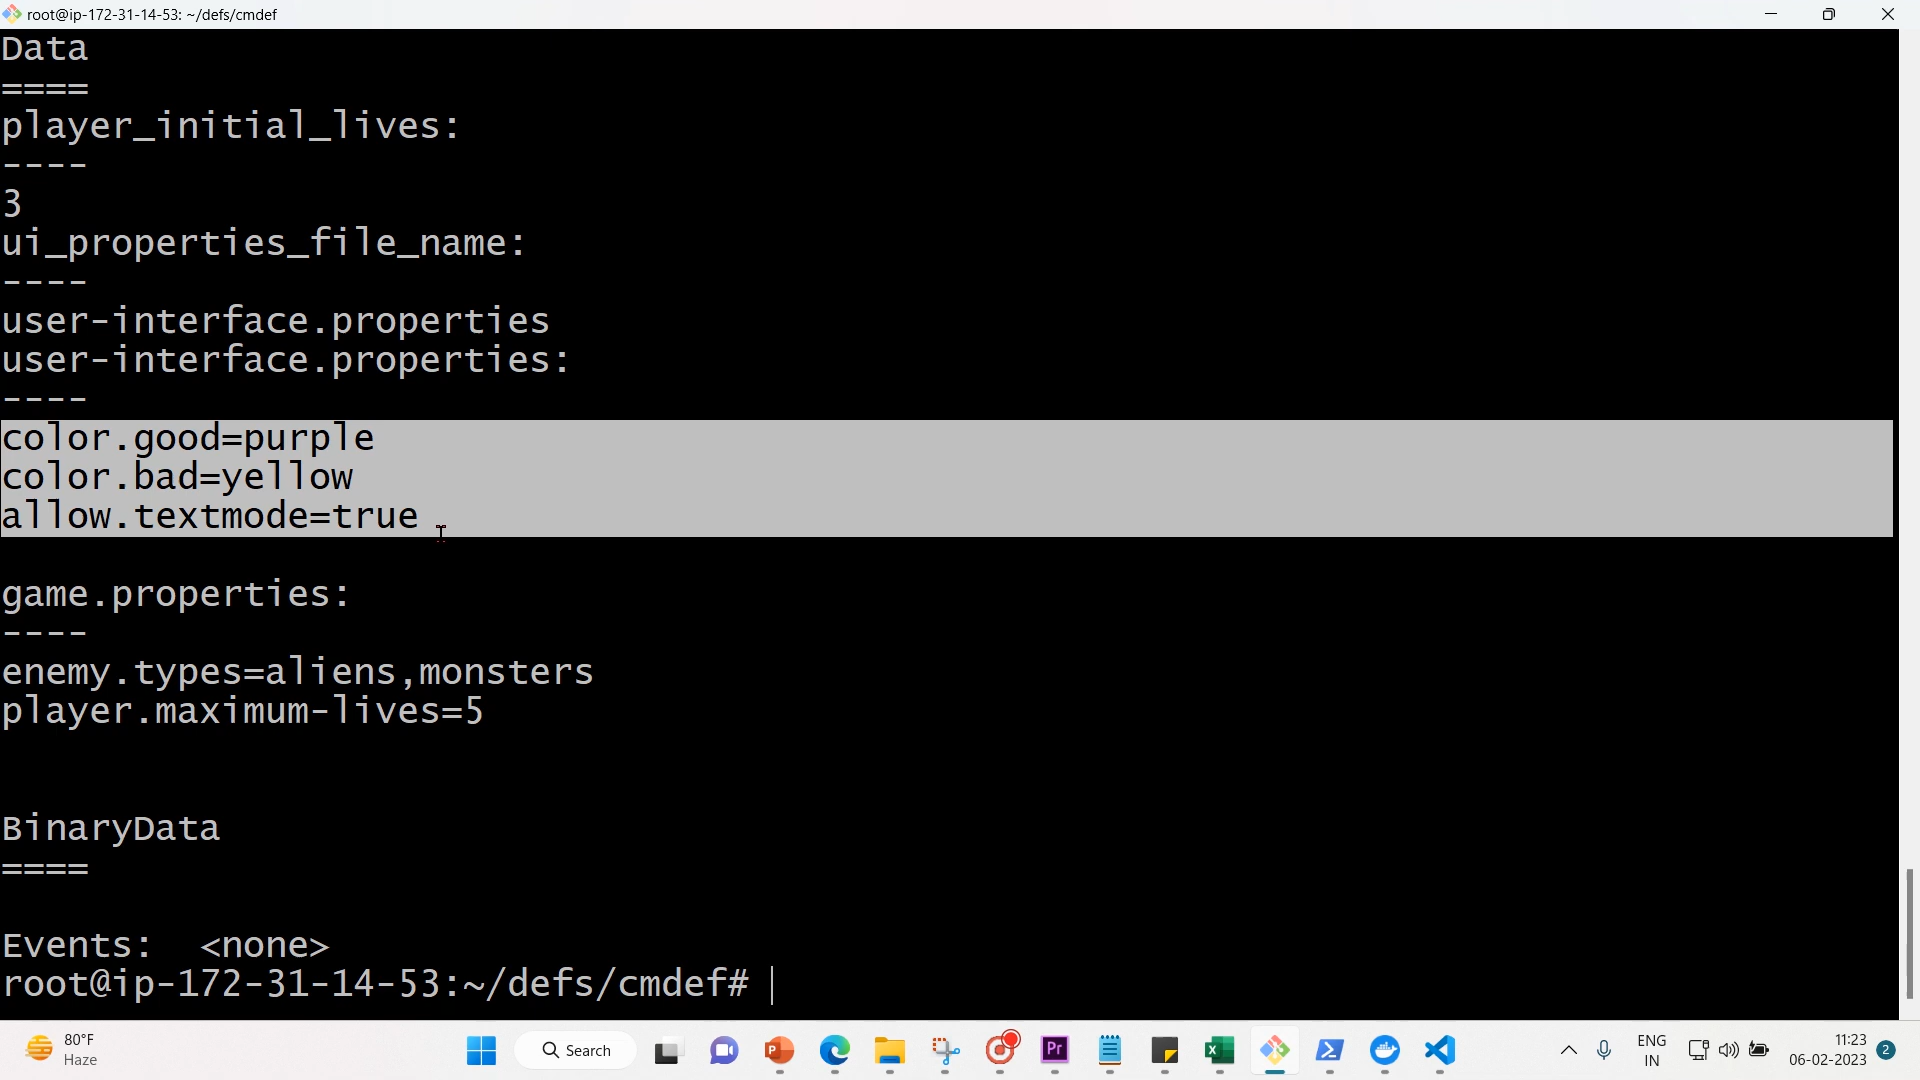 root@ip-172-31-14-53: ~/defs/cmdef
Data
====
player_initial_lives:
----
3
ui_properties_file_name:
----
user-interface.properties
user-interface.properties:
----
color.good=purple
color.bad=yellow
allow.textmode=true
game.properties:
----
enemy.types=aliens,monsters
player.maximum-lives=5
BinaryData
====
Events:  <none>
root@ip-172-31-14-53:~/defs/cmdef#
80°F
Haze
Search
P
Pr
X
ENG
IN
11:23
06-02-2023
2